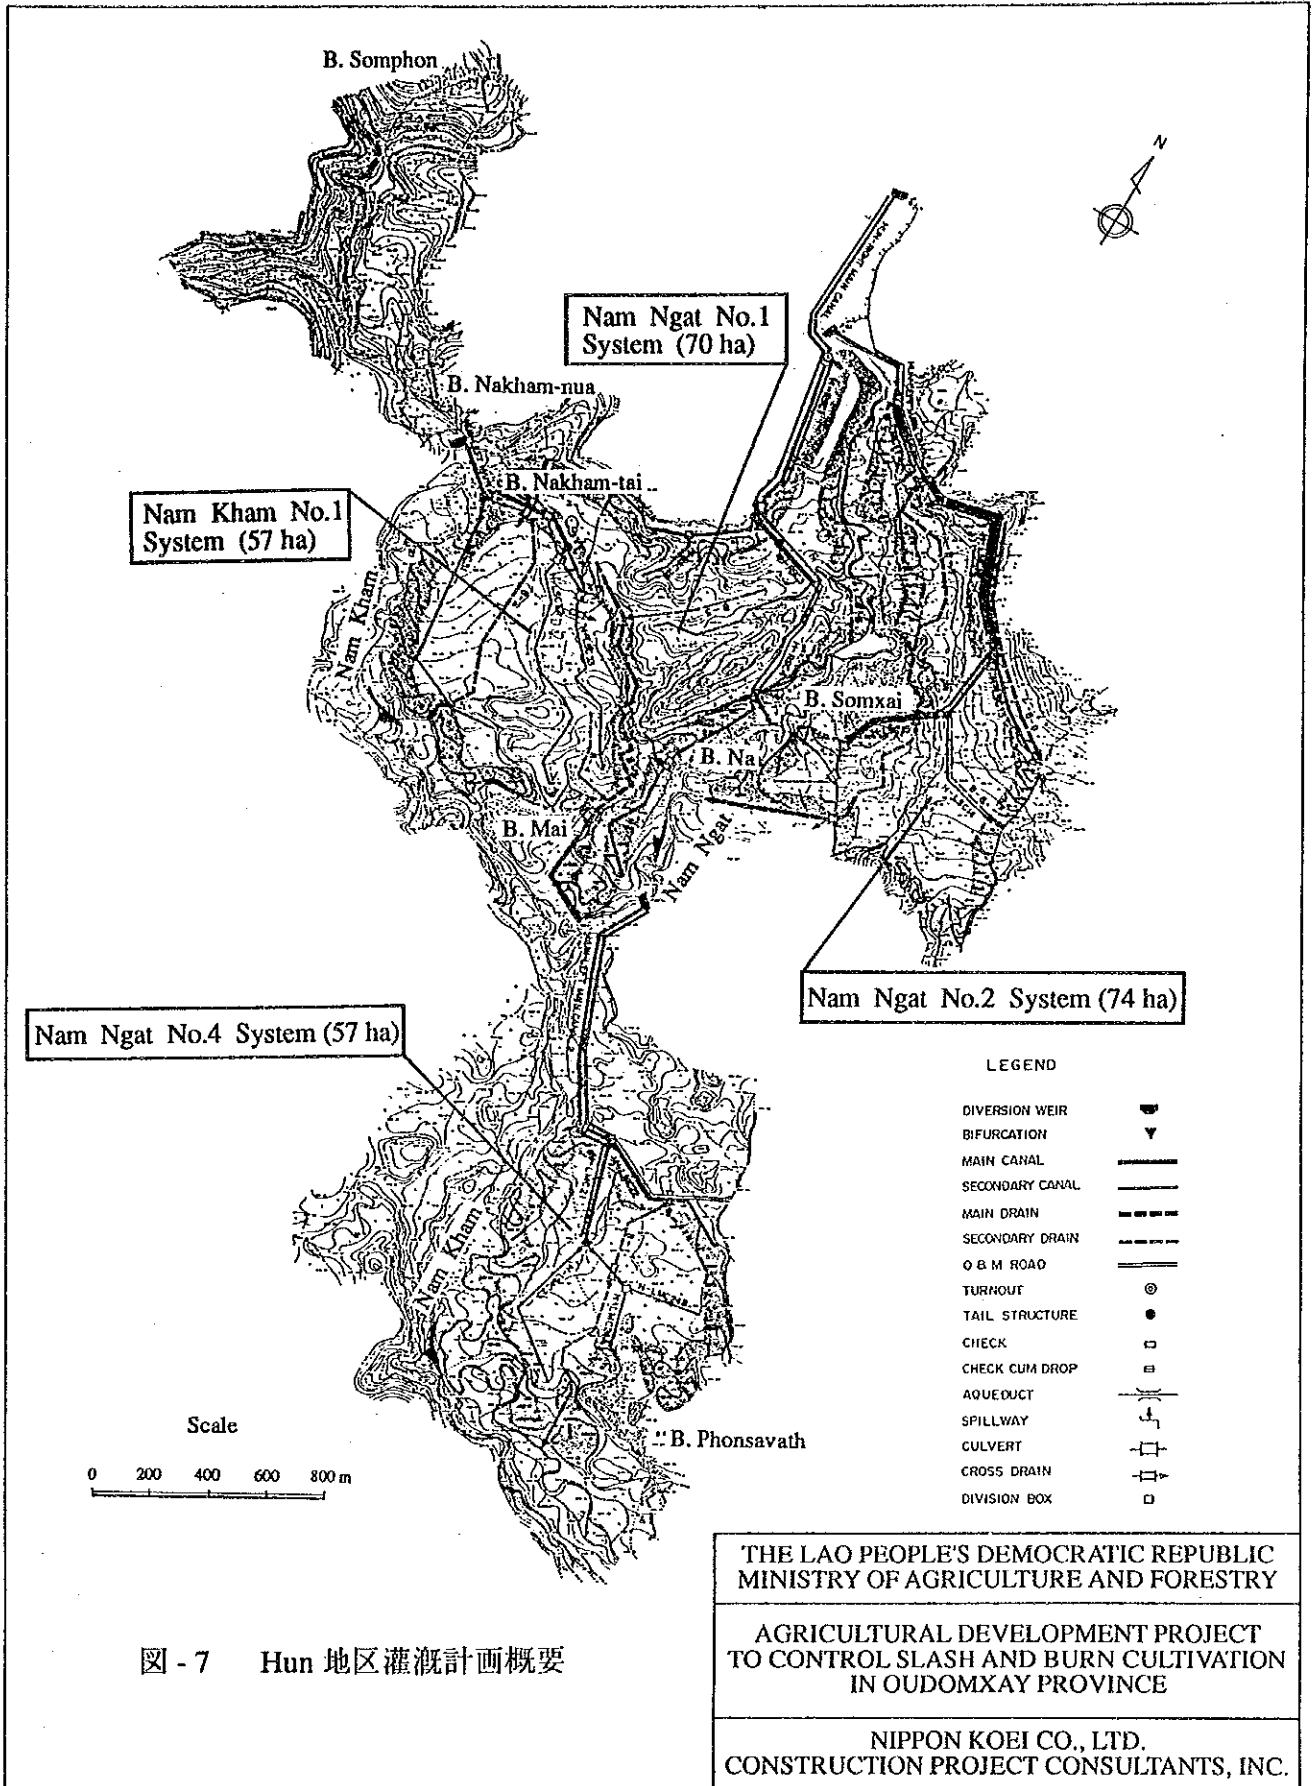 B. Somphon
N
Nam Ngat No.1
System (70 ha)
B. Nakham-nua
B. Nakham-tai
Nam Kham No.1
System (57 ha)
Nam Kham
B. Somxai
B. Na
B. Mai
Nam Ngat
Nam Ngat No.2 System (74 ha)
Nam Ngat No.4 System (57 ha)
Nam Kham
B. Phonsavath
LEGEND
DIVERSION WEIR
BIFURCATION
MAIN CANAL
SECONDARY CANAL
MAIN DRAIN
SECONDARY DRAIN
O & M ROAD
TURNOUT
TAIL STRUCTURE
CHECK
CHECK CUM DROP
AQUEDUCT
SPILLWAY
CULVERT
CROSS DRAIN
DIVISION BOX
Scale
0 200 400 600 800 m
図 - 7 Hun 地区灌漑計画概要
THE LAO PEOPLE'S DEMOCRATIC REPUBLIC
MINISTRY OF AGRICULTURE AND FORESTRY
AGRICULTURAL DEVELOPMENT PROJECT
TO CONTROL SLASH AND BURN CULTIVATION
IN OUDOMXAY PROVINCE
NIPPON KOEI CO., LTD.
CONSTRUCTION PROJECT CONSULTANTS, INC.